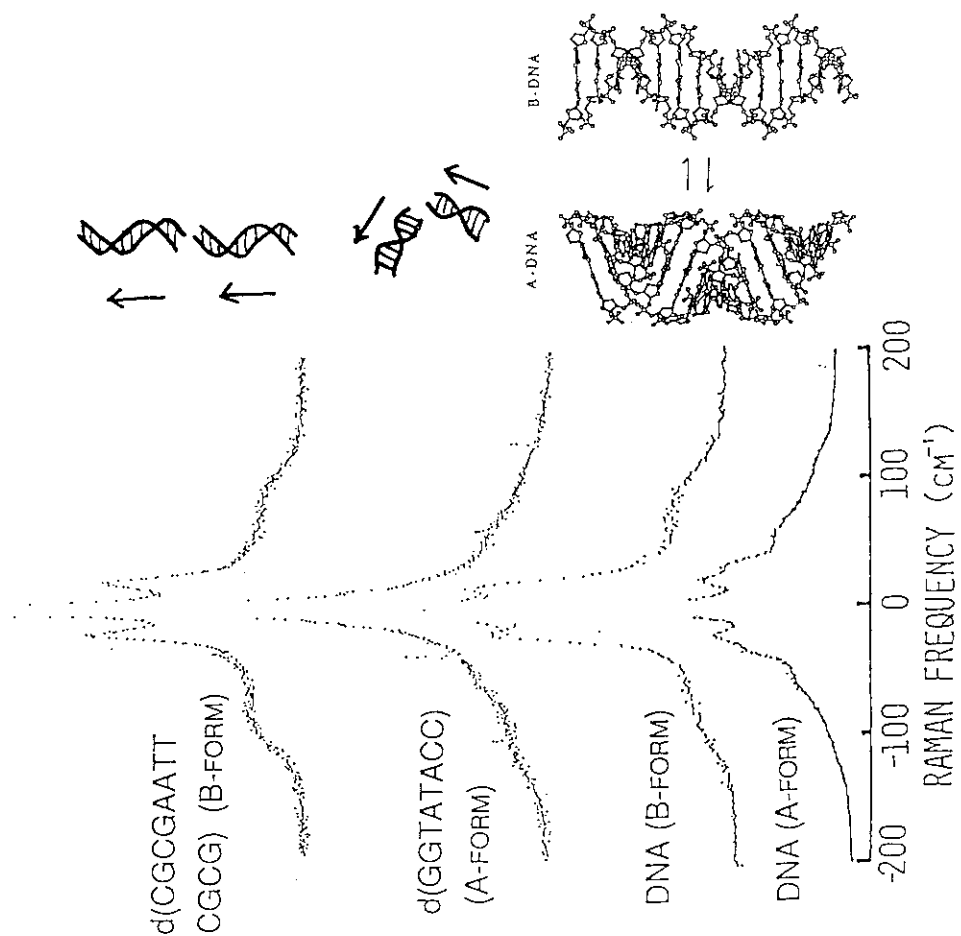 d(CGCGAATT
CGCG) (B-FORM)
d(GGTATACC)
(A-FORM)
DNA (B-FORM)
DNA (A-FORM)
-200
-100
0
100
200
RAMAN FREQUENCY (CM⁻¹)
A-DNA
B-DNA